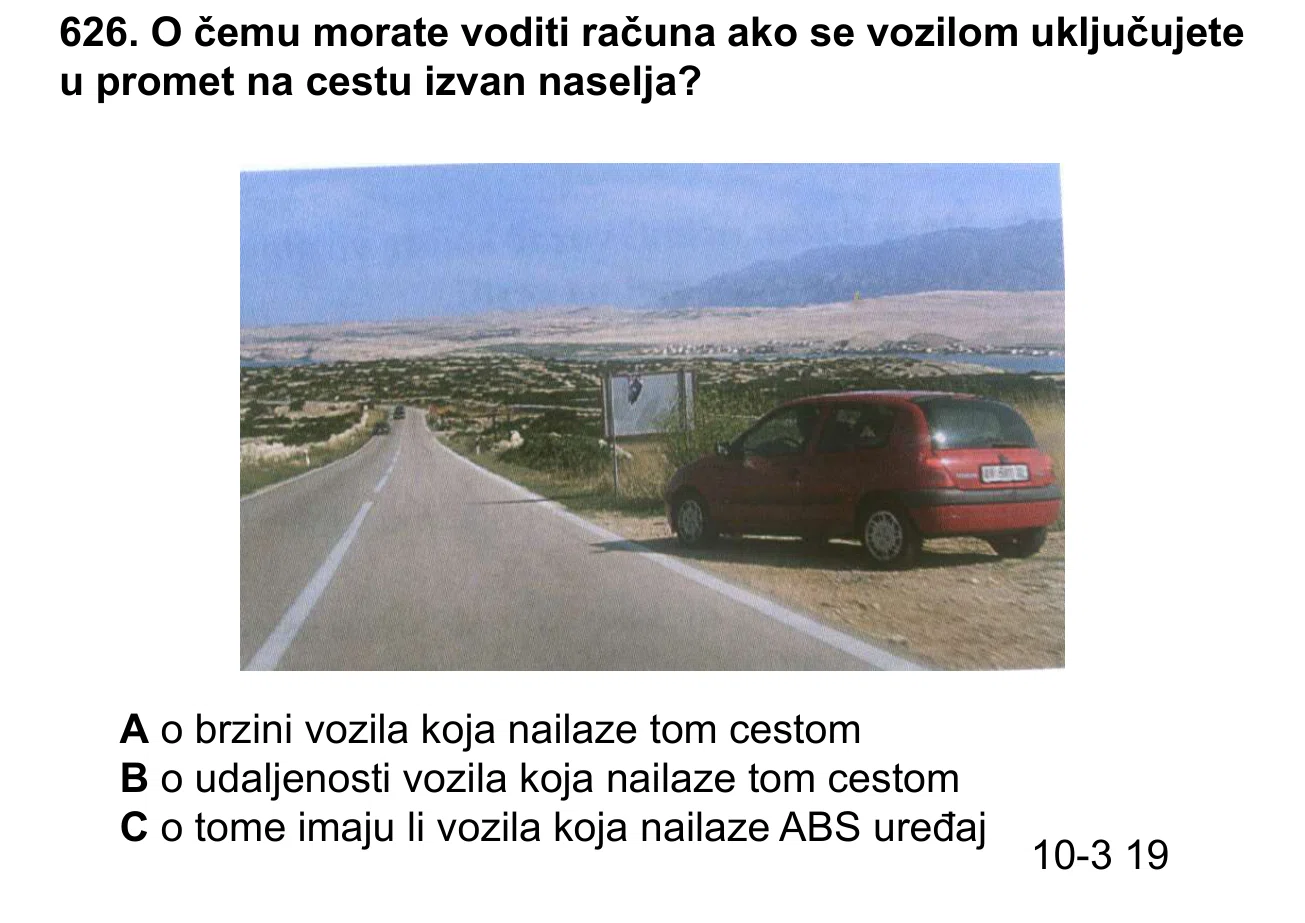 626. O čemu morate voditi računa ako se vozilom uključujete
u promet na cestu izvan naselja?
A o brzini vozila koja nailaze tom cestom
B o udaljenosti vozila koja nailaze tom cestom
C o tome imaju li vozila koja nailaze ABS uređaj
10-3 19